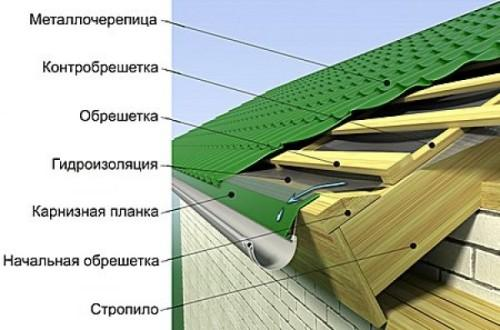 Металлочерепица
Контробрешетка
Обрешетка
Гидроизоляция
Карнизная планка
Начальная обрешетка
Стропило